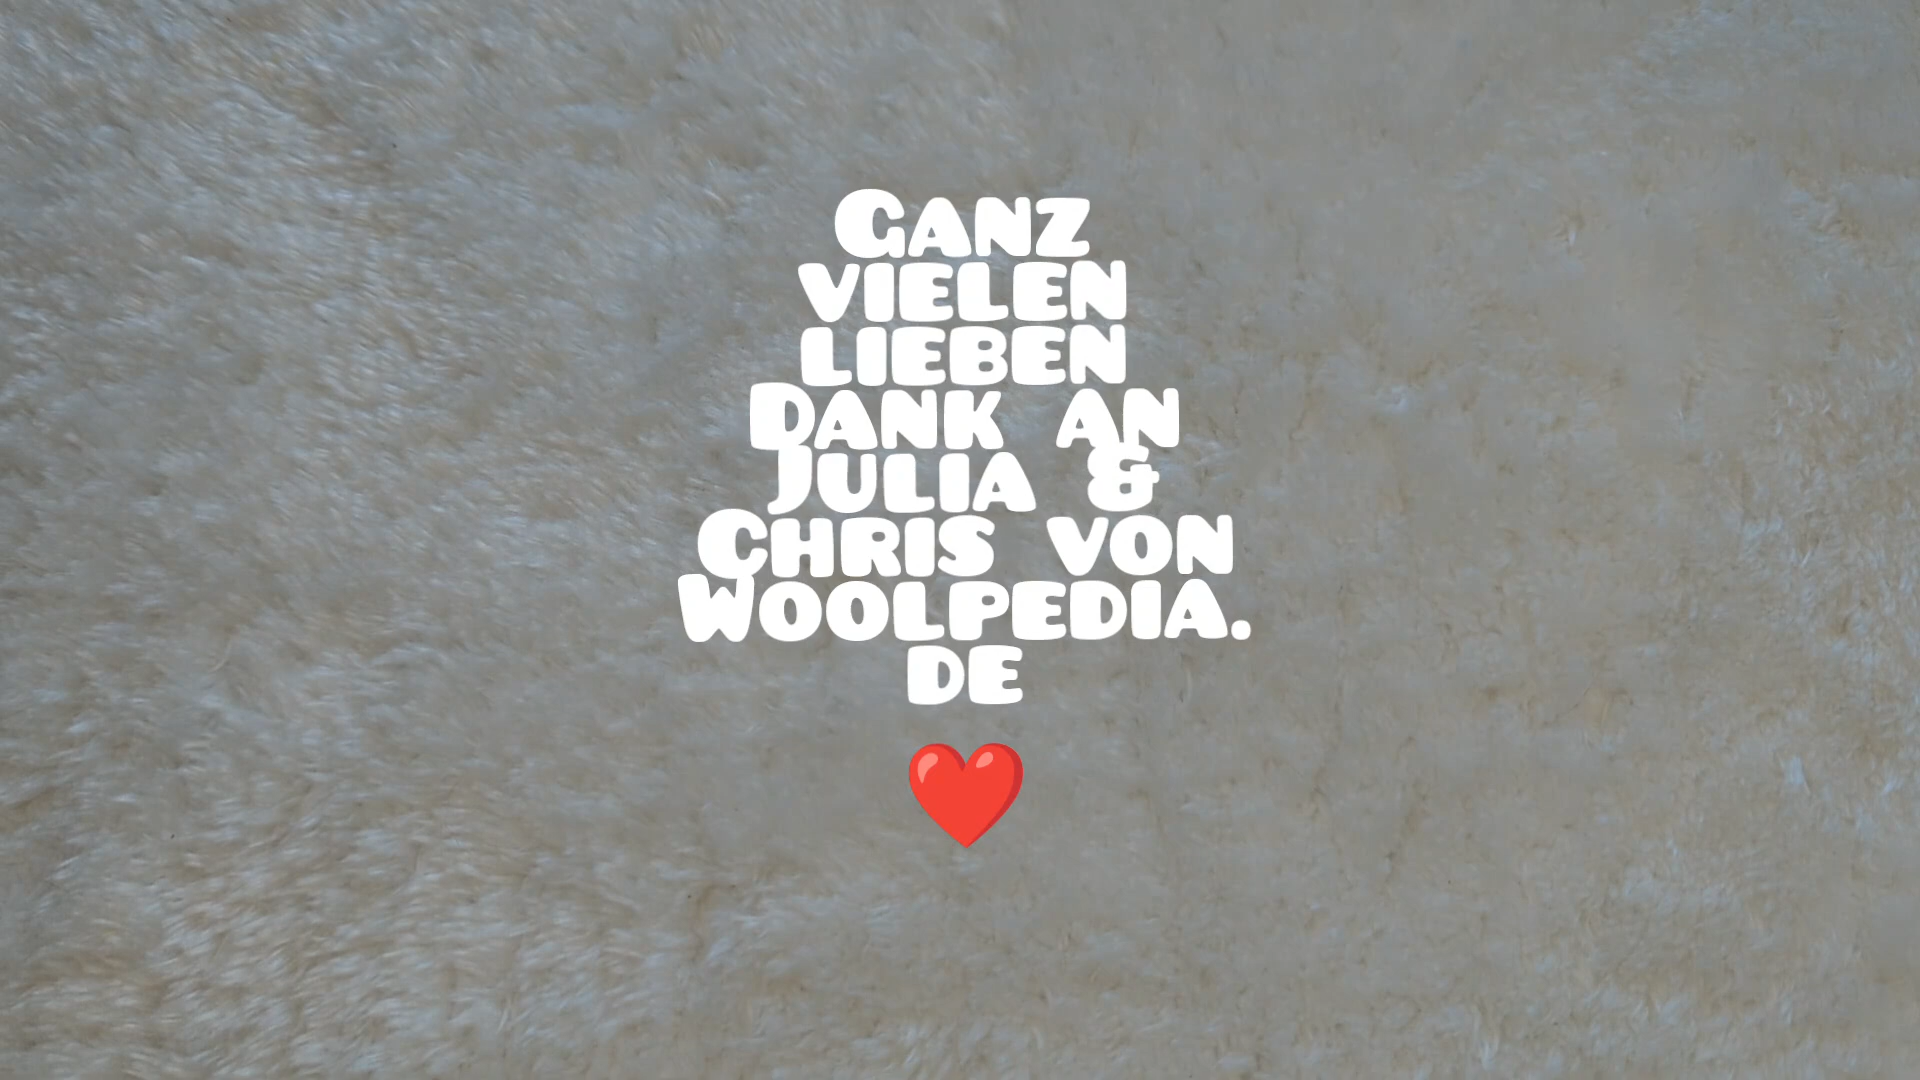 Ganz
vielen
lieben
Dank an
Julia &
Chris von
Woolpedia.
de
❤️